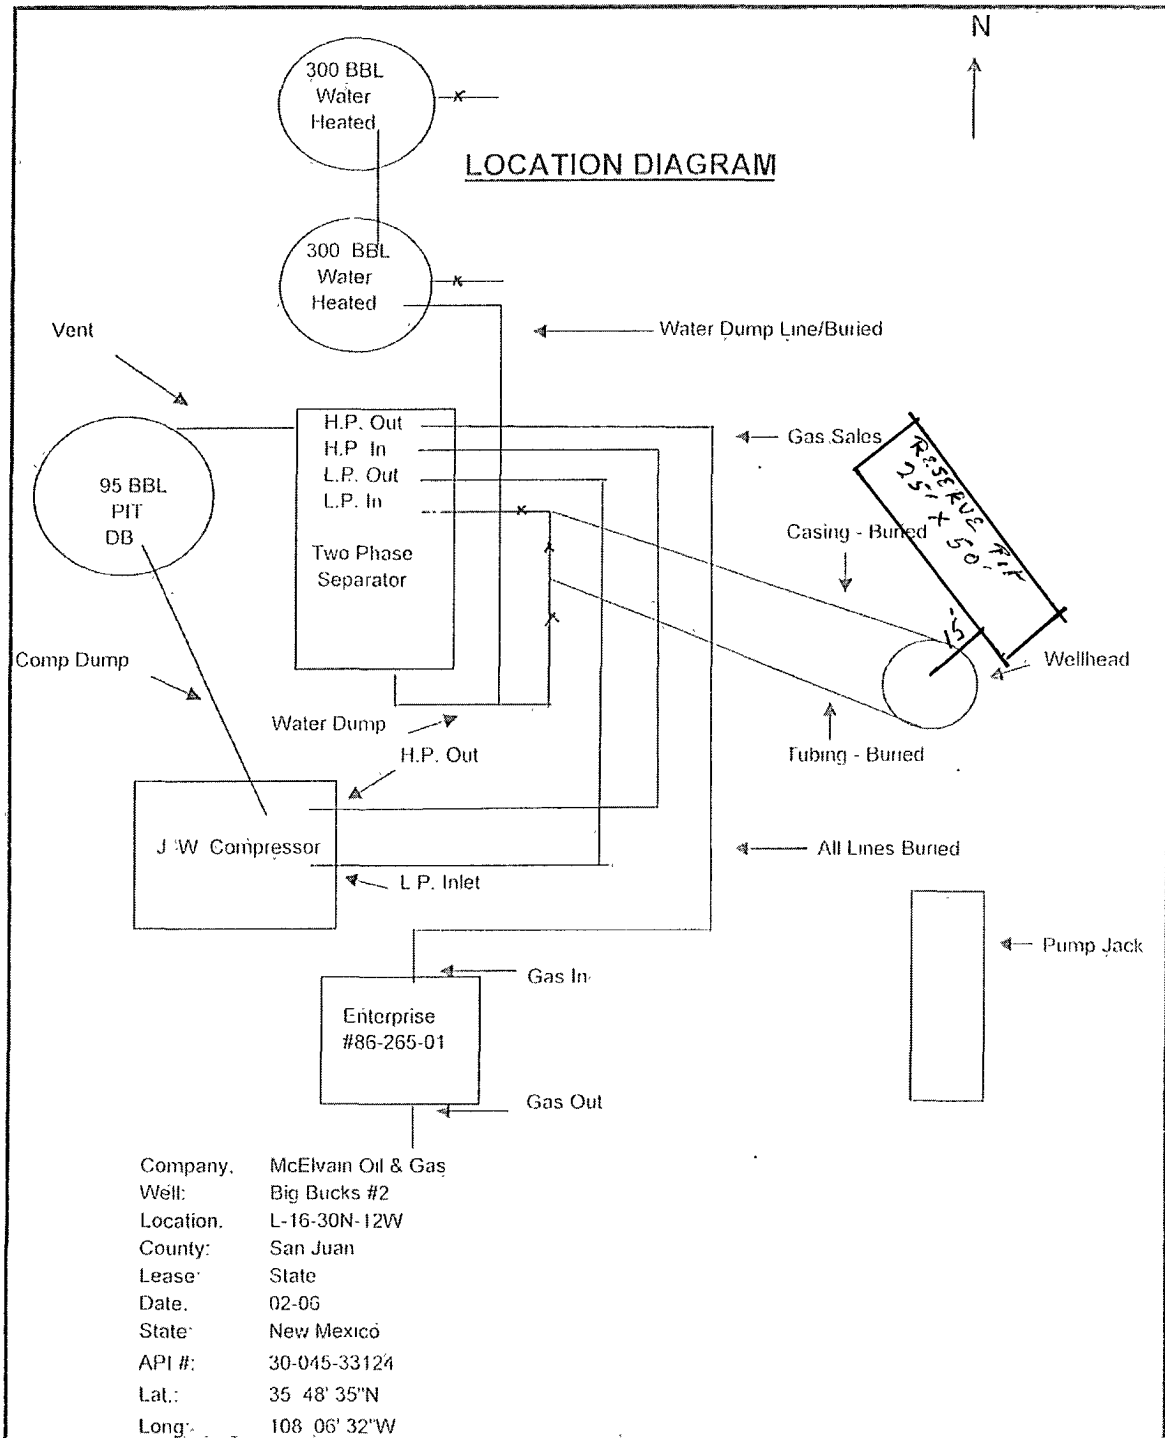 N
300 BBL
Water
Heated
LOCATION DIAGRAM
300 BBL
Water
Heated
Vent
Water Dump Line/Buried
H.P. Out
H.P In
L.P. Out
L.P. In
Two Phase
Separator
Gas Sales
RESERVE PIT
25' X 50'
95 BBL
PIT
DB
Casing - Buried
15'
Wellhead
Comp Dump
Water Dump
H.P. Out
Tubing - Buried
J W Compressor
L P. Inlet
All Lines Buried
Pump Jack
Gas In
Enterprise
#86-265-01
Gas Out
Company. McElvain Oil & Gas
Well: Big Bucks #2
Location. L-16-30N-12W
County: San Juan
Lease: State
Date. 02-06
State: New Mexico
API #: 30-045-33124
Lat.: 35 48' 35"N
Long: 108 06' 32"W